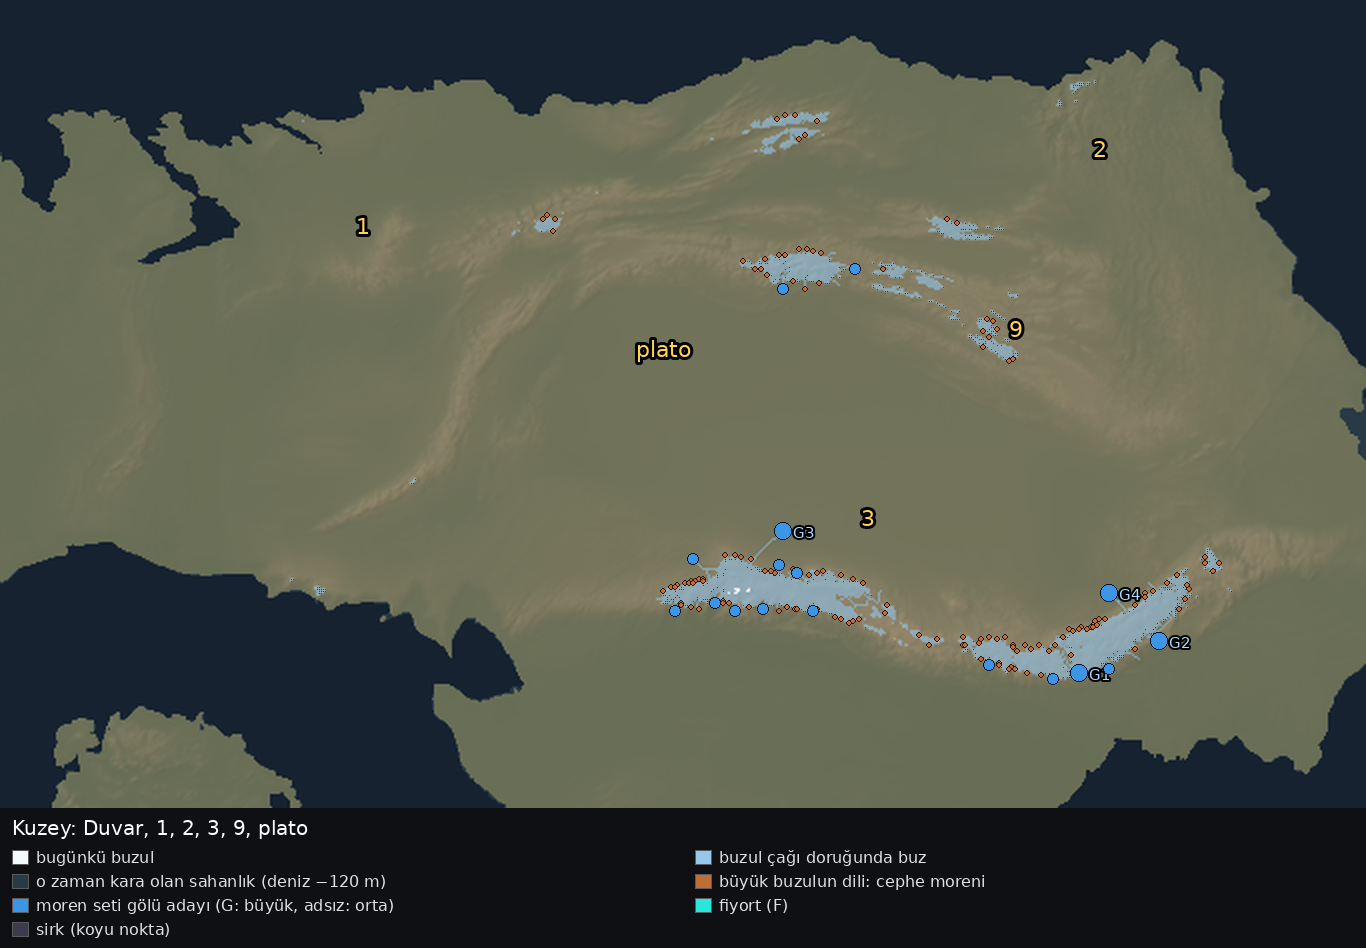 2
1
9
plato
3
G3
G4
G2
G1
Kuzey: Duvar, 1, 2, 3, 9, plato
bugünkü buzul
buzul çağı doruğunda buz
o zaman kara olan sahanlık (deniz −120 m)
büyük buzulun dili: cephe moreni
moren seti gölü adayı (G: büyük, adsız: orta)
fiyort (F)
sirk (koyu nokta)